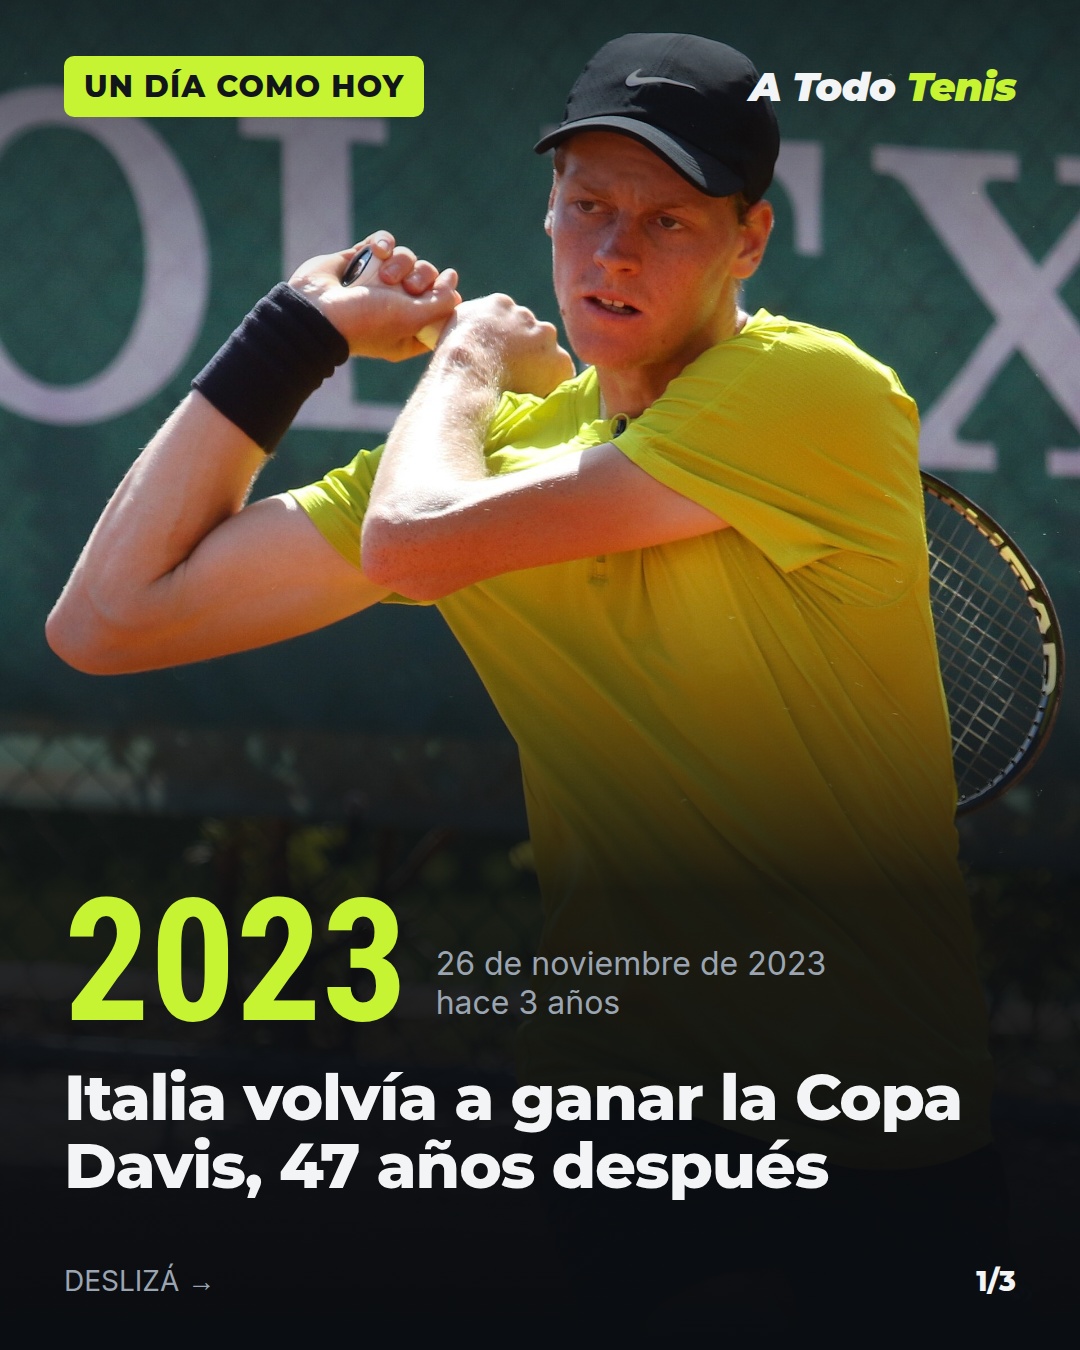 UN DÍA COMO HOY
A Todo Tenis
2023
26 de noviembre de 2023
hace 3 años
Italia volvía a ganar la Copa
Davis, 47 años después
DESLIZÁ →
1/3